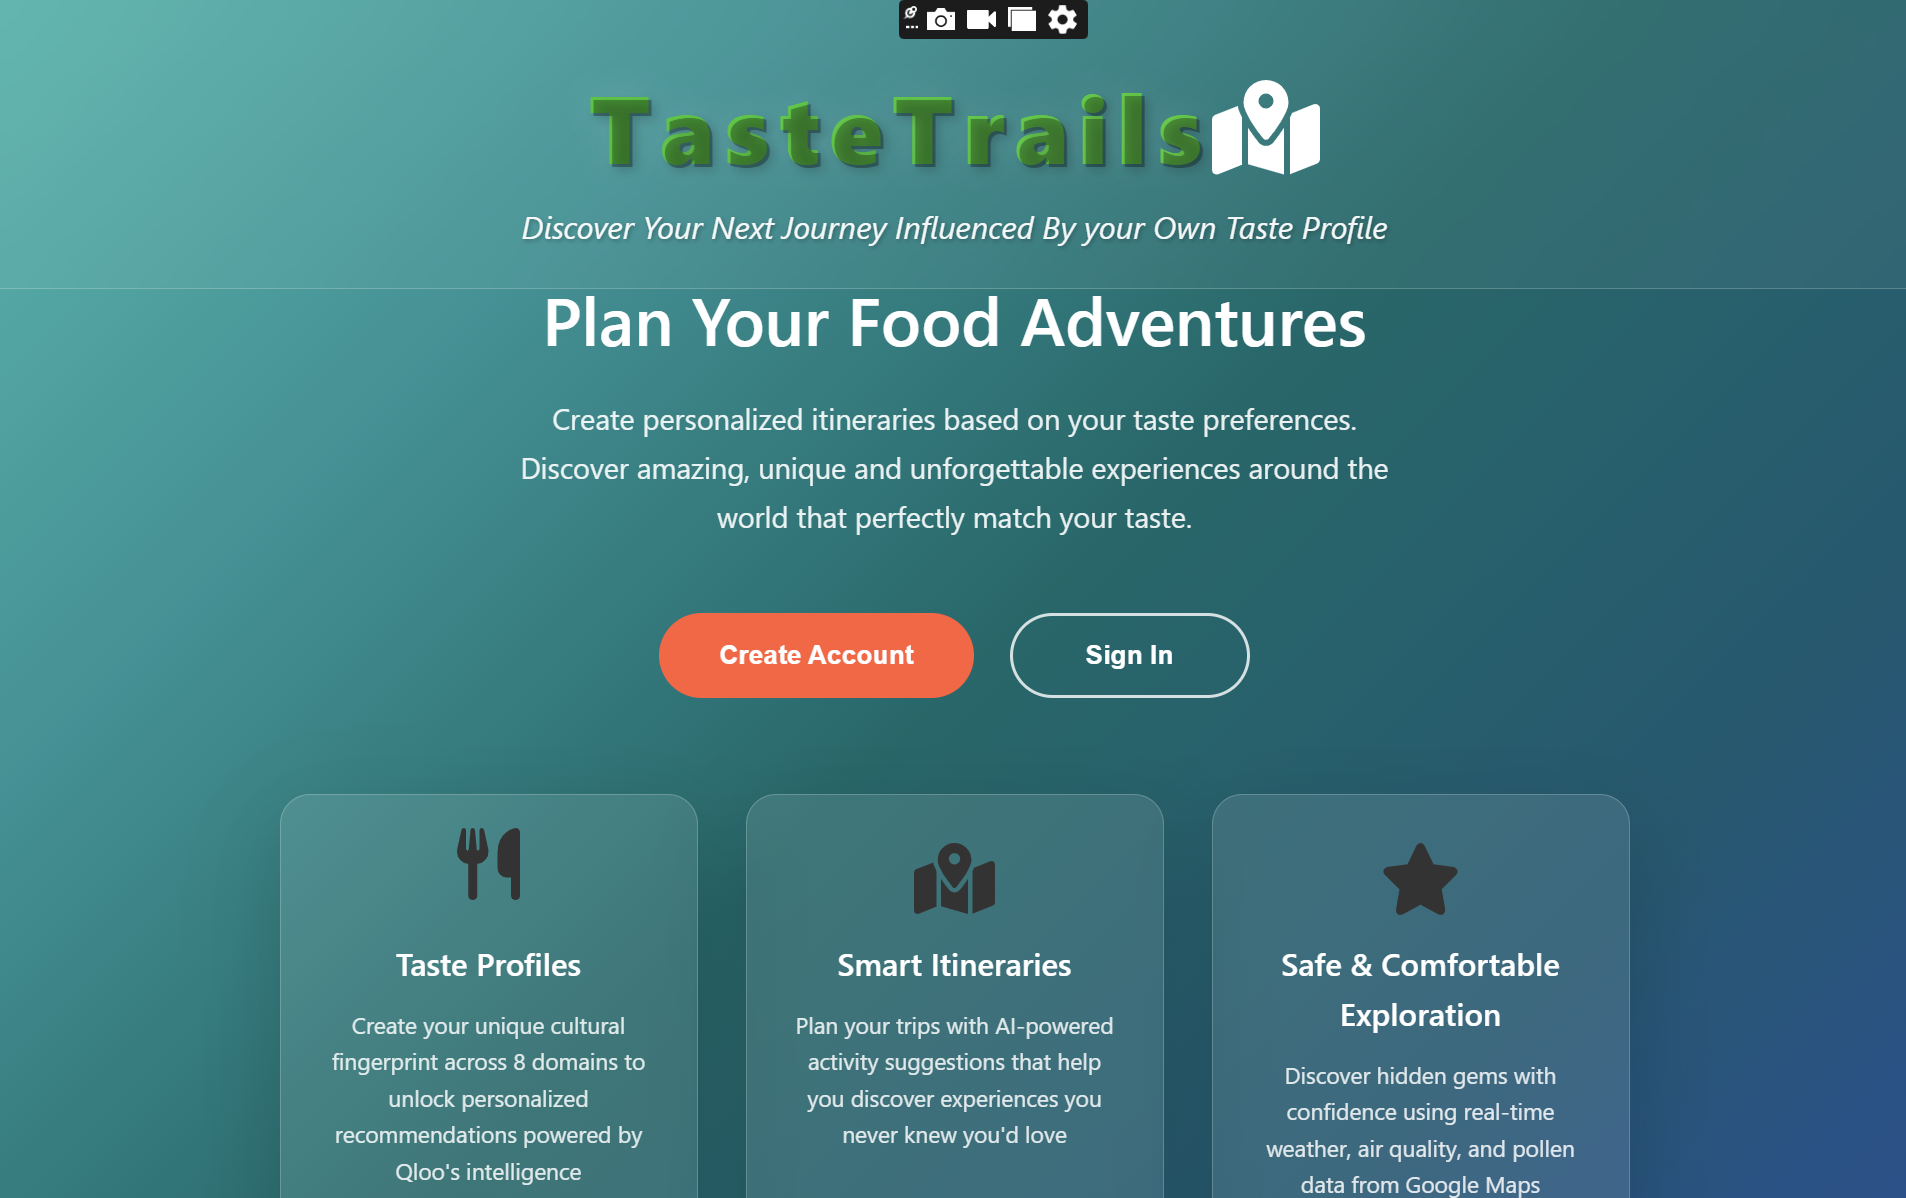 TasteTrails
Discover Your Next Journey Influenced By your Own Taste Profile
Plan Your Food Adventures
Create personalized itineraries based on your taste preferences.
Discover amazing, unique and unforgettable experiences around the
world that perfectly match your taste.
Create Account
Sign In
Taste Profiles
Create your unique cultural
fingerprint across 8 domains to
unlock personalized
recommendations powered by
Qloo's intelligence
Smart Itineraries
Plan your trips with AI-powered
activity suggestions that help
you discover experiences you
never knew you'd love
Safe & Comfortable
Exploration
Discover hidden gems with
confidence using real-time
weather, air quality, and pollen
data from Google Maps